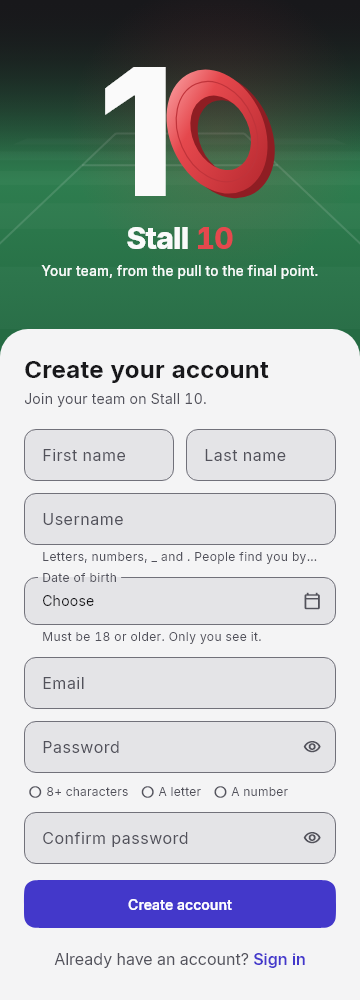 10
Stall 10
Your team, from the pull to the final point.
Create your account
Join your team on Stall 10.
First name
Last name
Username
Letters, numbers, _ and . People find you by…
Date of birth
Choose
Must be 18 or older. Only you see it.
Email
Password
8+ characters
A letter
A number
Confirm password
Create account
Already have an account? Sign in